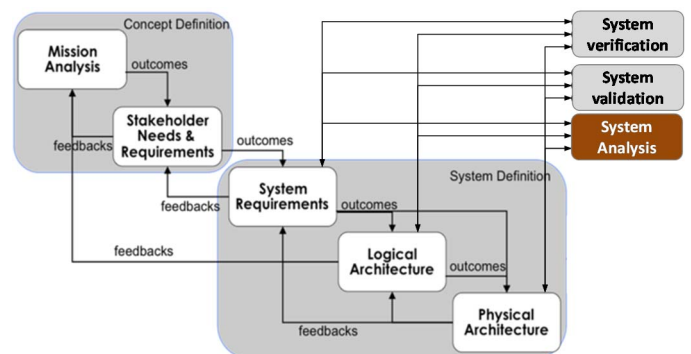 Concept Definition
Mission
Analysis
outcomes
Stakeholder
Needs &
Requirements
feedbacks
outcomes
System
verification
System
validation
System
Analysis
System Definition
System
Requirements
feedbacks
outcomes
feedbacks
Logical
Architecture
outcomes
Physical
Architecture
feedbacks